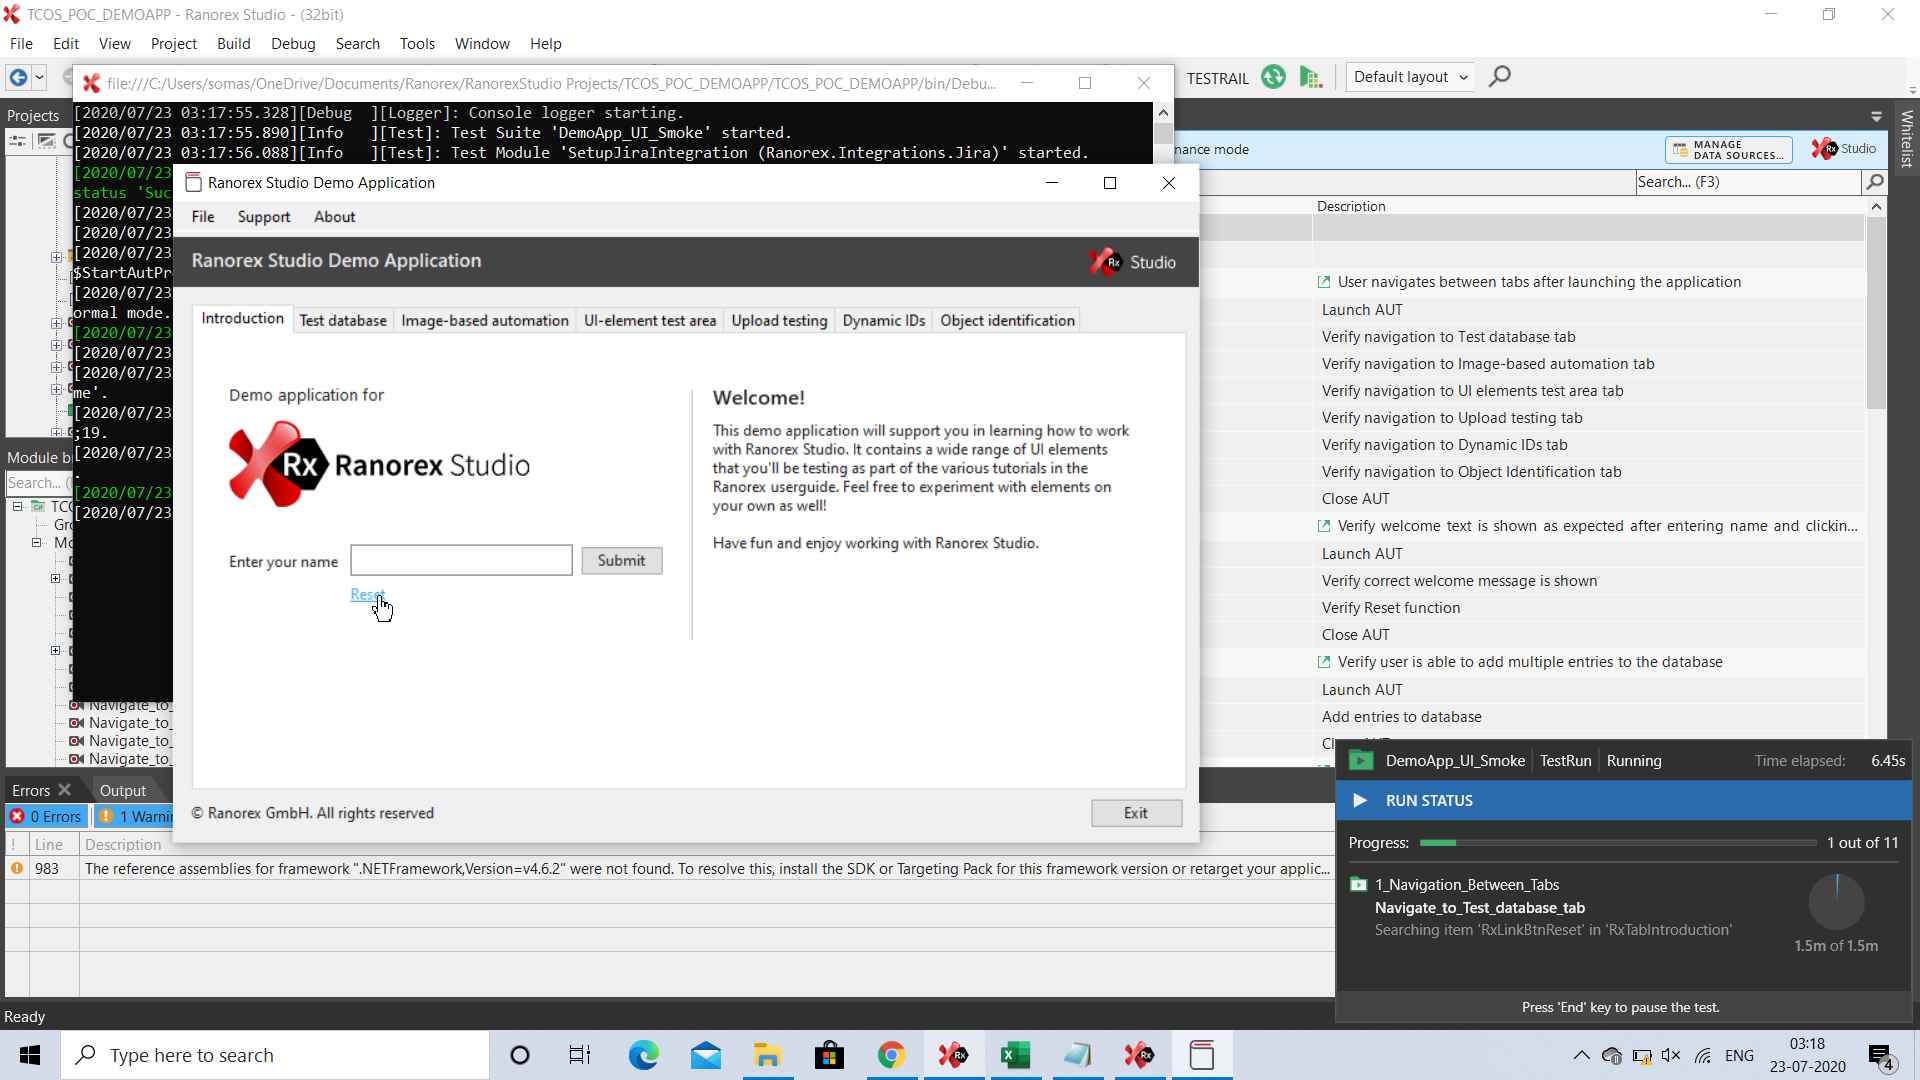 TCOS_POC_DEMOAPP - Ranorex Studio - (32bit)
File Edit View Project Build Debug Search Tools Window Help
file:///C:/Users/somas/OneDrive/Documents/Ranorex/RanorexStudio Projects/TCOS_POC_DEMOAPP/TCOS_POC_DEMOAPP/bin/Debu...
TESTRAIL
Default layout
Projects
[2020/07/23 03:17:55.328][Debug ][Logger]: Console logger starting.
[2020/07/23 03:17:55.890][Info ][Test]: Test Suite 'DemoApp_UI_Smoke' started.
[2020/07/23 03:17:56.088][Info ][Test]: Test Module 'SetupJiraIntegration (Ranorex.Integrations.Jira)' started.
[2020/07/23
status 'Suc
[2020/07/23
[2020/07/23
[2020/07/23
$StartAutPr
[2020/07/23
ormal mode.
[2020/07/23
[2020/07/23
[2020/07/23
me'.
[2020/07/23
;19.
[2020/07/23
.
[2020/07/23
[2020/07/23
nance mode
MANAGE
DATA SOURCES...
Studio
Whitelist
Search... (F3)
Description
User navigates between tabs after launching the application
Launch AUT
Verify navigation to Test database tab
Verify navigation to Image-based automation tab
Verify navigation to UI elements test area tab
Verify navigation to Upload testing tab
Verify navigation to Dynamic IDs tab
Verify navigation to Object Identification tab
Close AUT
Verify welcome text is shown as expected after entering name and clickin...
Launch AUT
Verify correct welcome message is shown
Verify Reset function
Close AUT
Verify user is able to add multiple entries to the database
Launch AUT
Add entries to database
Ranorex Studio Demo Application
File Support About
Ranorex Studio Demo Application
Rx Studio
Introduction Test database Image-based automation UI-element test area Upload testing Dynamic IDs Object identification
Demo application for
Rx Ranorex Studio
Enter your name
Submit
Reset
Welcome!
This demo application will support you in learning how to work
with Ranorex Studio. It contains a wide range of UI elements
that you'll be testing as part of the various tutorials in the
Ranorex userguide. Feel free to experiment with elements on
your own as well!
Have fun and enjoy working with Ranorex Studio.
© Ranorex GmbH. All rights reserved
Exit
Module b
Search...
TCO
Gr
Mo
Navigate_to_
Navigate_to_
Navigate_to_
Navigate_to_
Errors
Output
0 Errors
1 Warnin
! Line Description
983 The reference assemblies for framework ".NETFramework,Version=v4.6.2" were not found. To resolve this, install the SDK or Targeting Pack for this framework version or retarget your applic...
Ready
DemoApp_UI_Smoke TestRun Running Time elapsed: 6.45s
RUN STATUS
Progress: 1 out of 11
1_Navigation_Between_Tabs
Navigate_to_Test_database_tab
Searching item 'RxLinkBtnReset' in 'RxTabIntroduction'
1.5m of 1.5m
Press 'End' key to pause the test.
Type here to search
ENG
03:18
23-07-2020
4